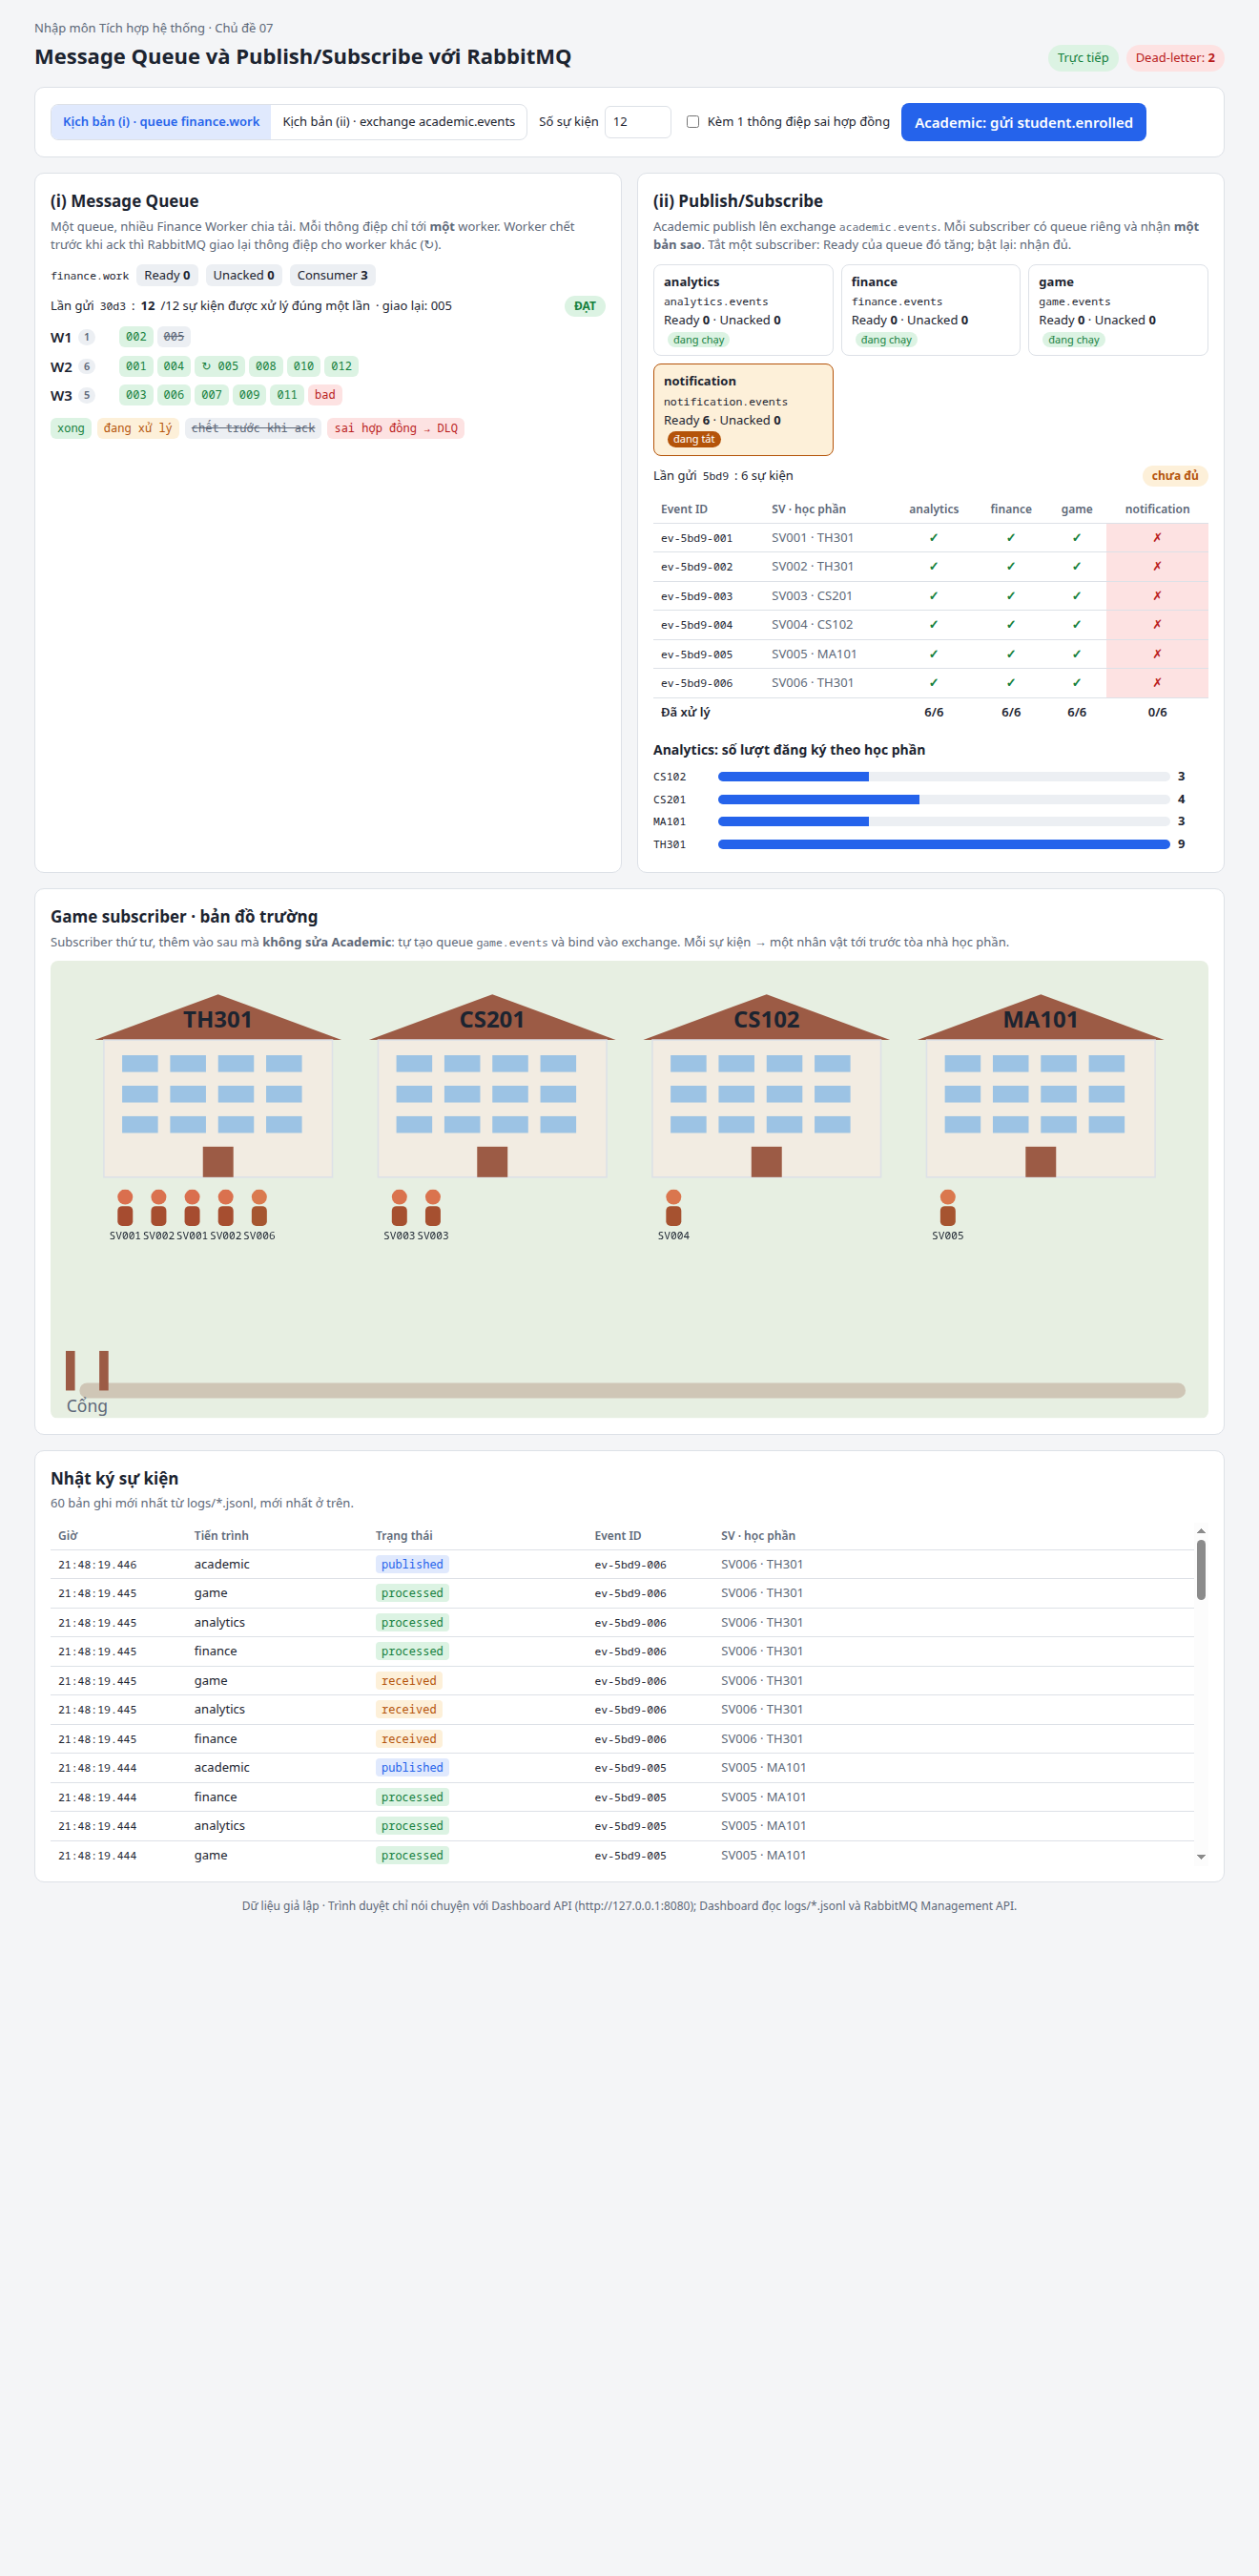 Nhập môn Tích hợp hệ thống · Chủ đề 07
Message Queue và Publish/Subscribe với RabbitMQ
Trực tiếp
Dead-letter: 2
Kịch bản (i) · queue finance.work
Kịch bản (ii) · exchange academic.events
Số sự kiện
12
Kèm 1 thông điệp sai hợp đồng
Academic: gửi student.enrolled
(i) Message Queue
Một queue, nhiều Finance Worker chia tải. Mỗi thông điệp chỉ tới một worker. Worker chết
trước khi ack thì RabbitMQ giao lại thông điệp cho worker khác (↻).
finance.work Ready 0 Unacked 0 Consumer 3
Lần gửi 30d3 : 12 /12 sự kiện được xử lý đúng một lần · giao lại: 005
ĐẠT
W1 1 002 005
W2 6 001 004 ↻ 005 008 010 012
W3 5 003 006 007 009 011 bad
xong đang xử lý chết trước khi ack sai hợp đồng → DLQ
(ii) Publish/Subscribe
Academic publish lên exchange academic.events. Mỗi subscriber có queue riêng và nhận một
bản sao. Tắt một subscriber: Ready của queue đó tăng; bật lại: nhận đủ.
analytics
analytics.events
Ready 0 · Unacked 0
đang chạy
finance
finance.events
Ready 0 · Unacked 0
đang chạy
game
game.events
Ready 0 · Unacked 0
đang chạy
notification
notification.events
Ready 6 · Unacked 0
đang tắt
Lần gửi 5bd9 : 6 sự kiện
chưa đủ
Event ID SV · học phần analytics finance game notification
ev-5bd9-001 SV001 · TH301 ✓ ✓ ✓ ✗
ev-5bd9-002 SV002 · TH301 ✓ ✓ ✓ ✗
ev-5bd9-003 SV003 · CS201 ✓ ✓ ✓ ✗
ev-5bd9-004 SV004 · CS102 ✓ ✓ ✓ ✗
ev-5bd9-005 SV005 · MA101 ✓ ✓ ✓ ✗
ev-5bd9-006 SV006 · TH301 ✓ ✓ ✓ ✗
Đã xử lý 6/6 6/6 6/6 0/6
Analytics: số lượt đăng ký theo học phần
CS102 3
CS201 4
MA101 3
TH301 9
Game subscriber · bản đồ trường
Subscriber thứ tư, thêm vào sau mà không sửa Academic: tự tạo queue game.events và bind vào exchange. Mỗi sự kiện → một nhân vật tới trước tòa nhà học phần.
TH301 CS201 CS102 MA101
SV001 SV002 SV001 SV002 SV006 SV003 SV003 SV004 SV005
Cổng
Nhật ký sự kiện
60 bản ghi mới nhất từ logs/*.jsonl, mới nhất ở trên.
Giờ Tiến trình Trạng thái Event ID SV · học phần
21:48:19.446 academic published ev-5bd9-006 SV006 · TH301
21:48:19.445 game processed ev-5bd9-006 SV006 · TH301
21:48:19.445 analytics processed ev-5bd9-006 SV006 · TH301
21:48:19.445 finance processed ev-5bd9-006 SV006 · TH301
21:48:19.445 game received ev-5bd9-006 SV006 · TH301
21:48:19.445 analytics received ev-5bd9-006 SV006 · TH301
21:48:19.445 finance received ev-5bd9-006 SV006 · TH301
21:48:19.444 academic published ev-5bd9-005 SV005 · MA101
21:48:19.444 finance processed ev-5bd9-005 SV005 · MA101
21:48:19.444 analytics processed ev-5bd9-005 SV005 · MA101
21:48:19.444 game processed ev-5bd9-005 SV005 · MA101
Dữ liệu giả lập · Trình duyệt chỉ nói chuyện với Dashboard API (http://127.0.0.1:8080); Dashboard đọc logs/*.jsonl và RabbitMQ Management API.